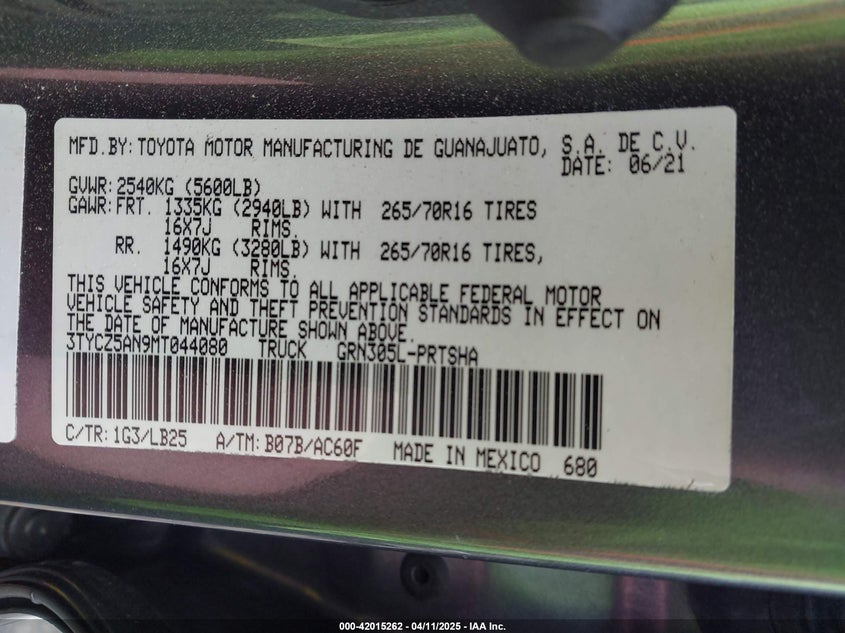 MFD.BY:TOYOTA MOTOR MANUFACTURING DE GUANAJUATO, S.A. DE C.V.
DATE: 06/21
GVWR:2540KG (5600LB)
GAWR:FRT. 1335KG (2940LB) WITH 265/70R16 TIRES
16X7J RIMS.
RR. 1490KG (3280LB) WITH 265/70R16 TIRES,
16X7J RIMS.
THIS VEHICLE CONFORMS TO ALL APPLICABLE FEDERAL MOTOR
VEHICLE SAFETY AND THEFT PREVENTION STANDARDS IN EFFECT ON
THE DATE OF MANUFACTURE SHOWN ABOVE.
3TYCZ5AN9MT044080 TRUCK GRN305L-PRTSHA
C/TR:1G3/LB25 A/TM:B07B/AC60F MADE IN MEXICO 680
000-42015262 - 04/11/2025 - IAA Inc.